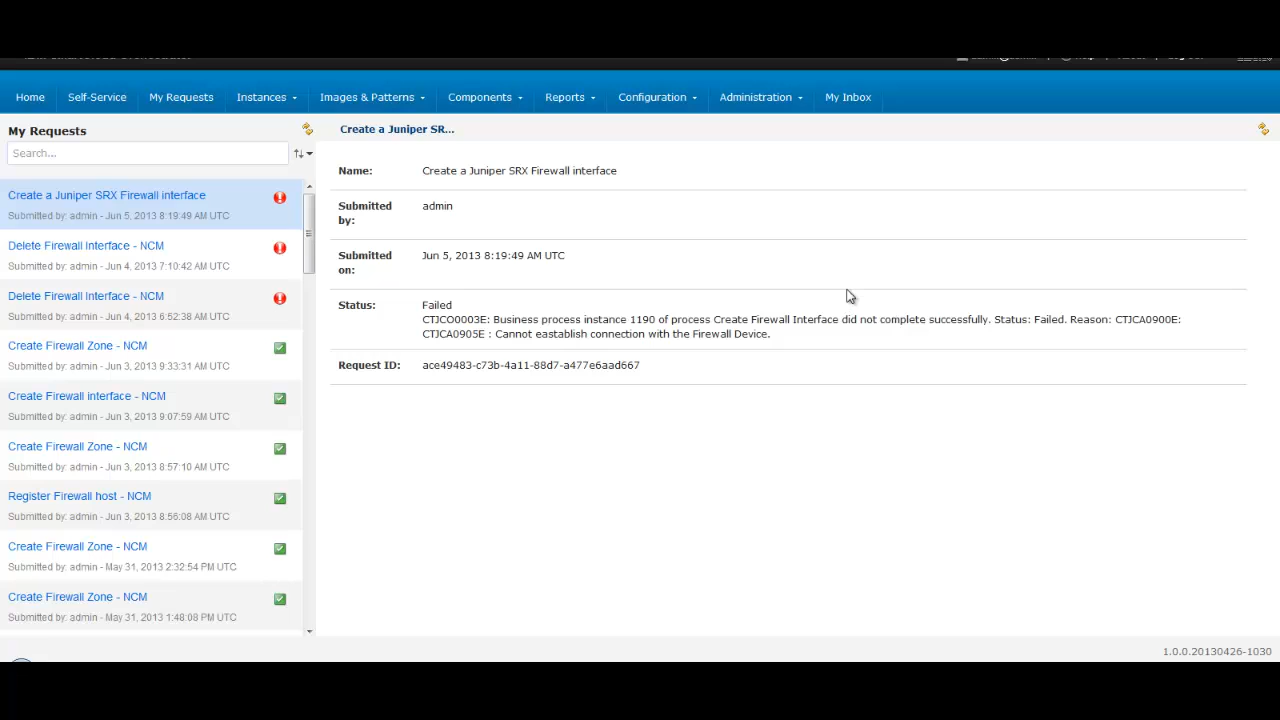 Home Self-Service My Requests Instances Images & Patterns Components Reports Configuration Administration My Inbox
My Requests
Search...
Create a Juniper SRX Firewall interface
Submitted by: admin - Jun 5, 2013 8:19:49 AM UTC
Delete Firewall Interface - NCM
Submitted by: admin - Jun 4, 2013 7:10:42 AM UTC
Delete Firewall Interface - NCM
Submitted by: admin - Jun 4, 2013 6:52:38 AM UTC
Create Firewall Zone - NCM
Submitted by: admin - Jun 3, 2013 9:33:31 AM UTC
Create Firewall interface - NCM
Submitted by: admin - Jun 3, 2013 9:07:59 AM UTC
Create Firewall Zone - NCM
Submitted by: admin - Jun 3, 2013 8:57:10 AM UTC
Register Firewall host - NCM
Submitted by: admin - Jun 3, 2013 8:56:08 AM UTC
Create Firewall Zone - NCM
Submitted by: admin - May 31, 2013 2:32:54 PM UTC
Create Firewall Zone - NCM
Submitted by: admin - May 31, 2013 1:48:08 PM UTC
Create a Juniper SR...
Name: Create a Juniper SRX Firewall interface
Submitted by: admin
Submitted on: Jun 5, 2013 8:19:49 AM UTC
Status: Failed
CTJCO0003E: Business process instance 1190 of process Create Firewall Interface did not complete successfully. Status: Failed. Reason: CTJCA0900E:
CTJCA0905E : Cannot eastablish connection with the Firewall Device.
Request ID: ace49483-c73b-4a11-88d7-a477e6aad667
1.0.0.20130426-1030